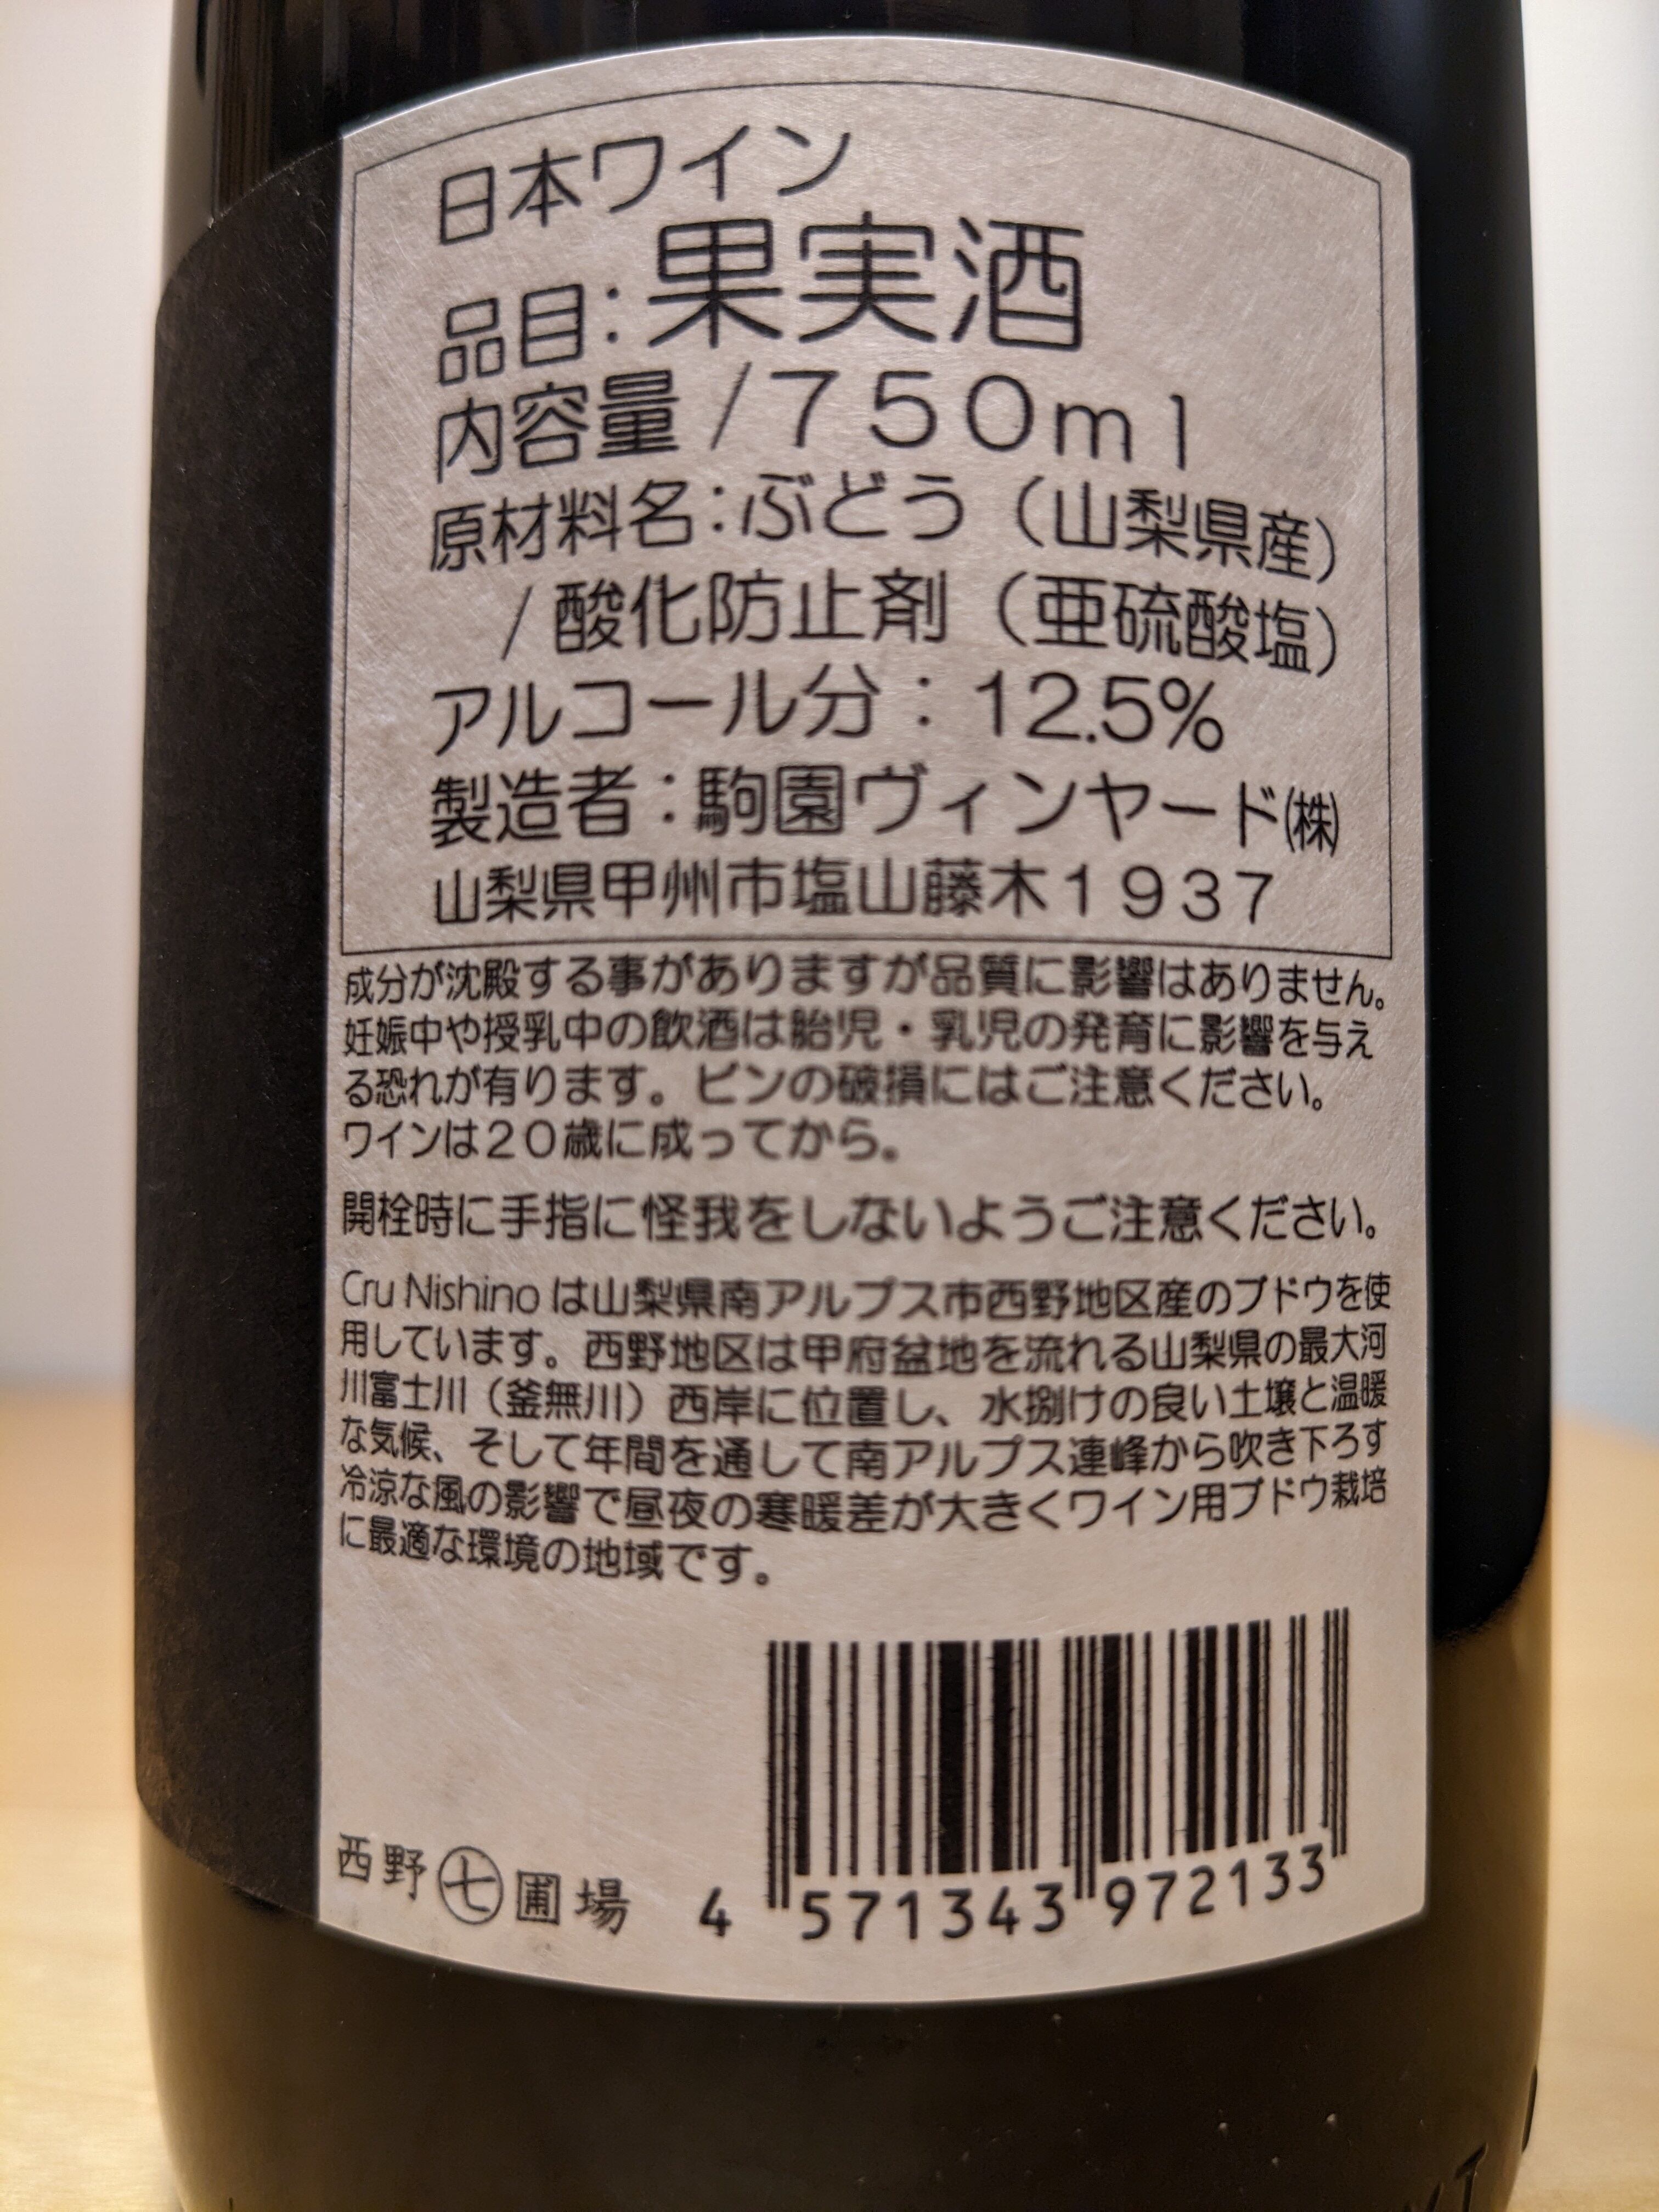 日本ワイン
品目:果実酒
内容量/750ml
原材料名:ぶどう（山梨県産）
/酸化防止剤（亜硫酸塩）
アルコール分：12.5%
製造者：駒園ヴィンヤード㈱
山梨県甲州市塩山藤木1937
成分が沈殿する事がありますが品質に影響はありません。
妊娠中や授乳中の飲酒は胎児・乳児の発育に影響を与え
る恐れが有ります。ビンの破損にはご注意ください。
ワインは20歳に成ってから。
開栓時に手指に怪我をしないようご注意ください。
Cru Nishino は山梨県南アルプス市西野地区産のブドウを使
用しています。西野地区は甲府盆地を流れる山梨県の最大河
川富士川（釜無川）西岸に位置し、水捌けの良い土壌と温暖
な気候、そして年間を通して南アルプス連峰から吹き下ろす
冷涼な風の影響で昼夜の寒暖差が大きくワイン用ブドウ栽培
に最適な環境の地域です。
西野㊆圃場
4 571343 972133